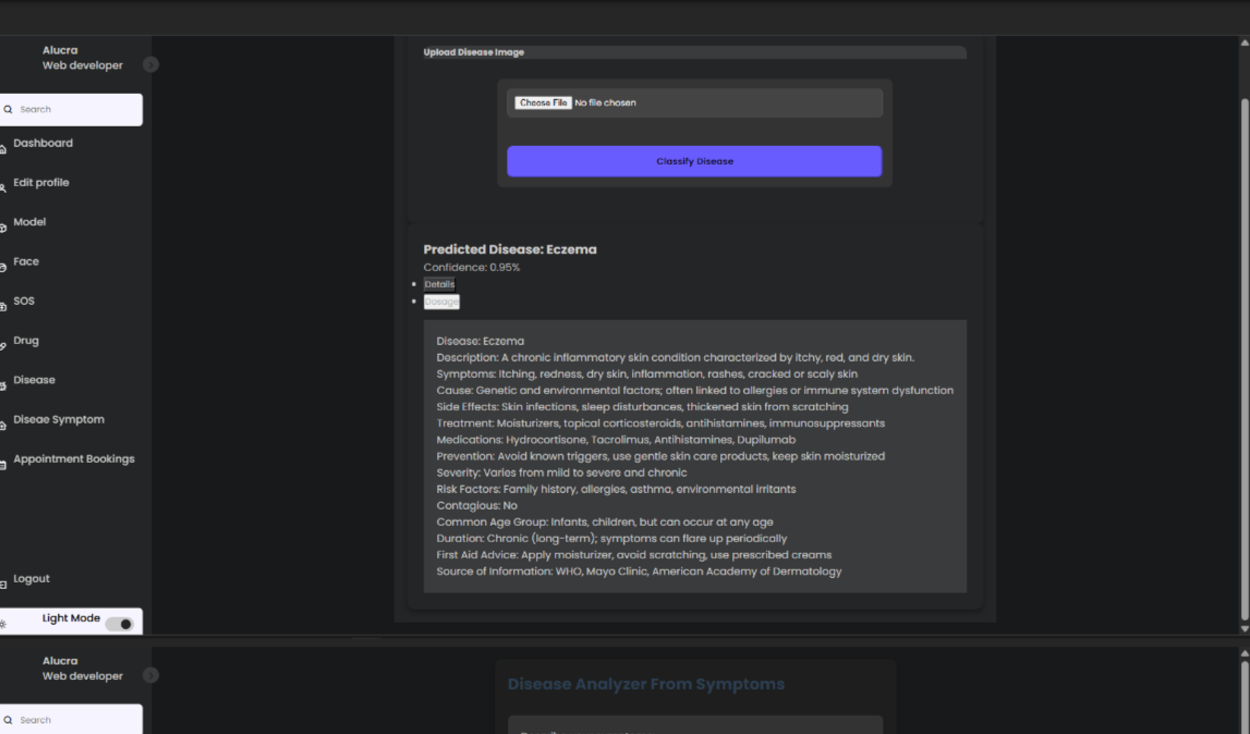 Alucra
Web developer
Search
Dashboard
Edit profile
Model
Face
SOS
Drug
Disease
Diseae Symptom
Appointment Bookings
Logout
Light Mode
Upload Disease Image
Choose File No file chosen
Classify Disease
Predicted Disease: Eczema
Confidence: 0.95%
Details
Dosage
Disease: Eczema
Description: A chronic inflammatory skin condition characterized by itchy, red, and dry skin.
Symptoms: Itching, redness, dry skin, inflammation, rashes, cracked or scaly skin
Cause: Genetic and environmental factors; often linked to allergies or immune system dysfunction
Side Effects: Skin infections, sleep disturbances, thickened skin from scratching
Treatment: Moisturizers, topical corticosteroids, antihistamines, immunosuppressants
Medications: Hydrocortisone, Tacrolimus, Antihistamines, Dupilumab
Prevention: Avoid known triggers, use gentle skin care products, keep skin moisturized
Severity: Varies from mild to severe and chronic
Risk Factors: Family history, allergies, asthma, environmental irritants
Contagious: No
Common Age Group: Infants, children, but can occur at any age
Duration: Chronic (long-term); symptoms can flare up periodically
First Aid Advice: Apply moisturizer, avoid scratching, use prescribed creams
Source of Information: WHO, Mayo Clinic, American Academy of Dermatology
Alucra
Web developer
Search
Disease Analyzer From Symptoms